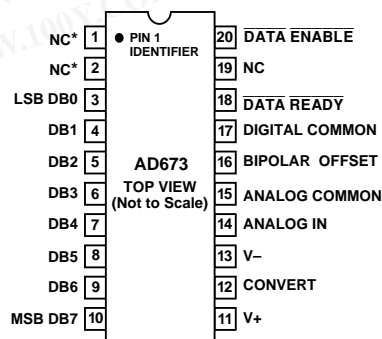 NC* 1
PIN 1
IDENTIFIER
20 DATA ENABLE
NC* 2
19 NC
LSB DB0 3
18 DATA READY
DB1 4
17 DIGITAL COMMON
DB2 5
AD673
16 BIPOLAR OFFSET
DB3 6
TOP VIEW
(Not to Scale)
15 ANALOG COMMON
DB4 7
14 ANALOG IN
DB5 8
13 V–
DB6 9
12 CONVERT
MSB DB7 10
11 V+